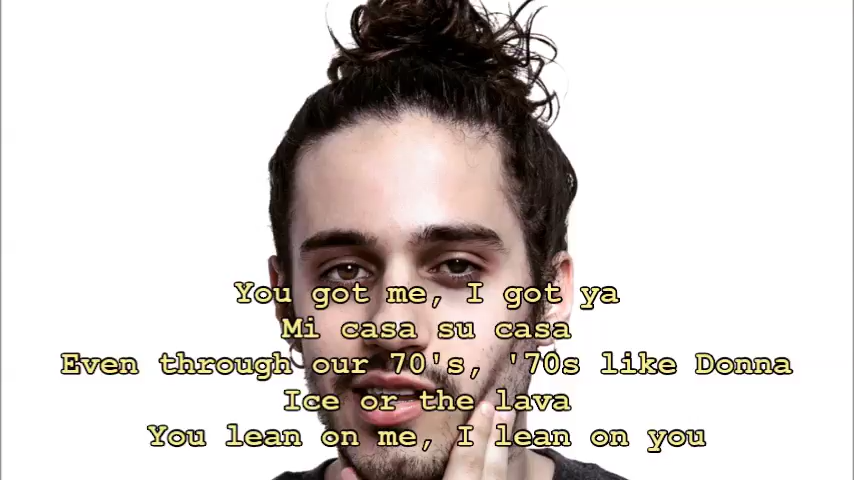 You got me, I got ya
Mi casa su casa
Even through our 70's, '70s like Donna
Ice or the lava
You lean on me, I lean on you